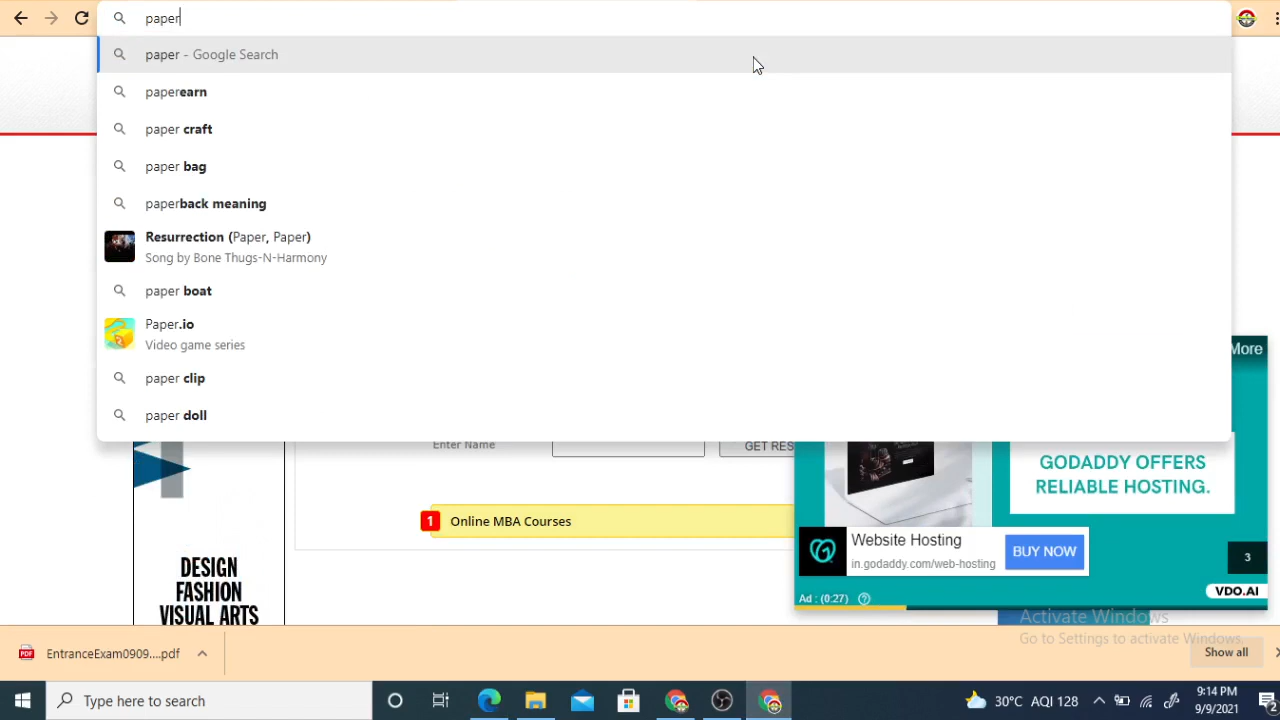 paper
paper - Google Search
paperearn
paper craft
paper bag
paperback meaning
Resurrection (Paper, Paper)
Song by Bone Thugs-N-Harmony
paper boat
Paper.io
Video game series
paper clip
paper doll
More
Enter Name
GET RES
GODADDY OFFERS
RELIABLE HOSTING.
1 Online MBA Courses
Website Hosting
in.godaddy.com/web-hosting
BUY NOW
3
DESIGN
FASHION
VISUAL ARTS
Ad : (0:27)
VDO.AI
Activate Windows
Go to Settings to activate Windows.
PDF
EntranceExam0909....pdf
Show all
Type here to search
30°C AQI 128
9:14 PM
9/9/2021
2